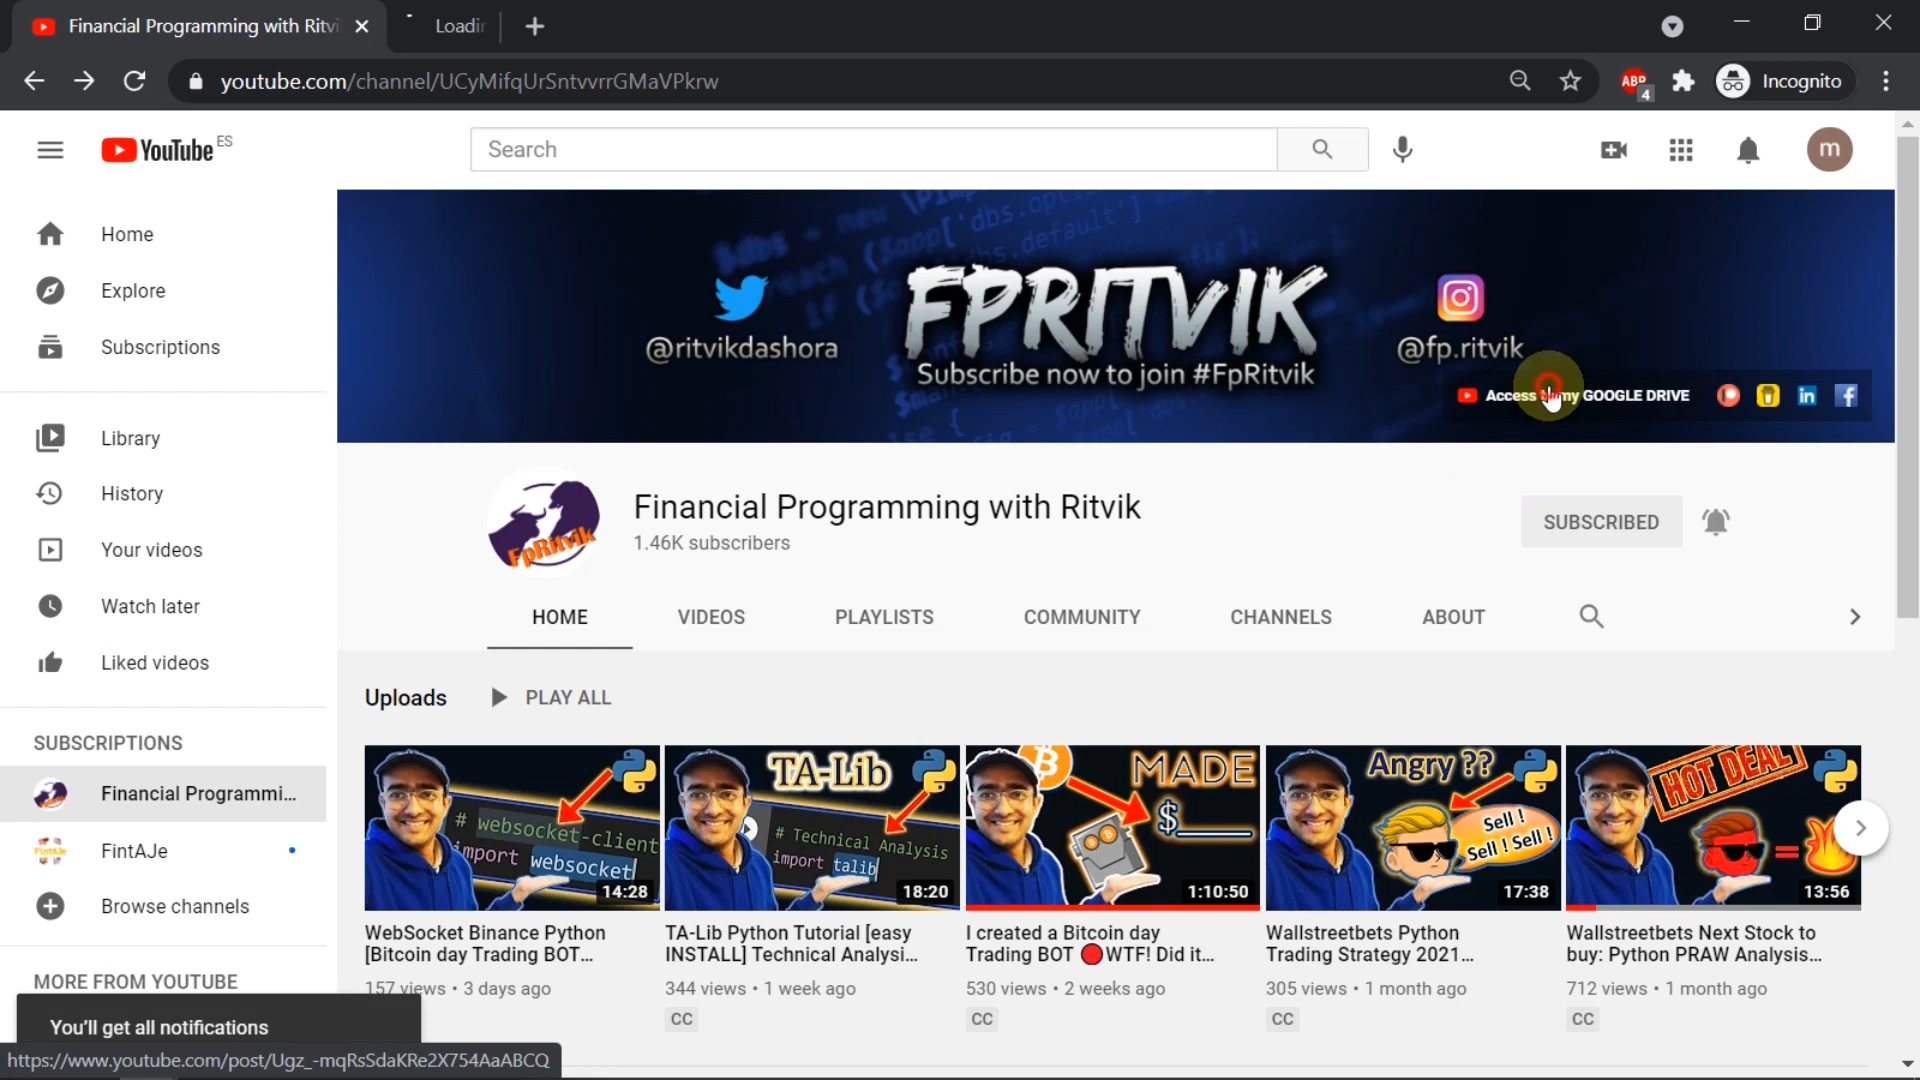 Financial Programming with Ritvi
Loadin
youtube.com/channel/UCyMifqUrSntvvrrGMaVPkrw
ABP
4
Incognito
YouTube ES
Search
m
Home
Explore
Subscriptions
Library
History
Your videos
Watch later
Liked videos
SUBSCRIPTIONS
Financial Programmi...
FintAJe
Browse channels
MORE FROM YOUTUBE
You'll get all notifications
https://www.youtube.com/post/Ugz_-mqRsSdaKRe2X754AaABCQ
@ritvikdashora
FPRITVIK
Subscribe now to join #FpRitvik
@fp.ritvik
Access to my GOOGLE DRIVE
FpRitvik
Financial Programming with Ritvik
1.46K subscribers
SUBSCRIBED
HOME VIDEOS PLAYLISTS COMMUNITY CHANNELS ABOUT
Uploads PLAY ALL
# websocket-client
import websocket
14:28
WebSocket Binance Python
[Bitcoin day Trading BOT...
157 views • 3 days ago
TA-Lib
# Technical Analysis
import talib
18:20
TA-Lib Python Tutorial [easy
INSTALL] Technical Analysi...
344 views • 1 week ago
CC
MADE
$____
1:10:50
I created a Bitcoin day
Trading BOT 🔴WTF! Did it...
530 views • 2 weeks ago
CC
Angry ??
Sell !
Sell ! Sell !
17:38
Wallstreetbets Python
Trading Strategy 2021...
305 views • 1 month ago
CC
HOT DEAL
=
13:56
Wallstreetbets Next Stock to
buy: Python PRAW Analysis...
712 views • 1 month ago
CC